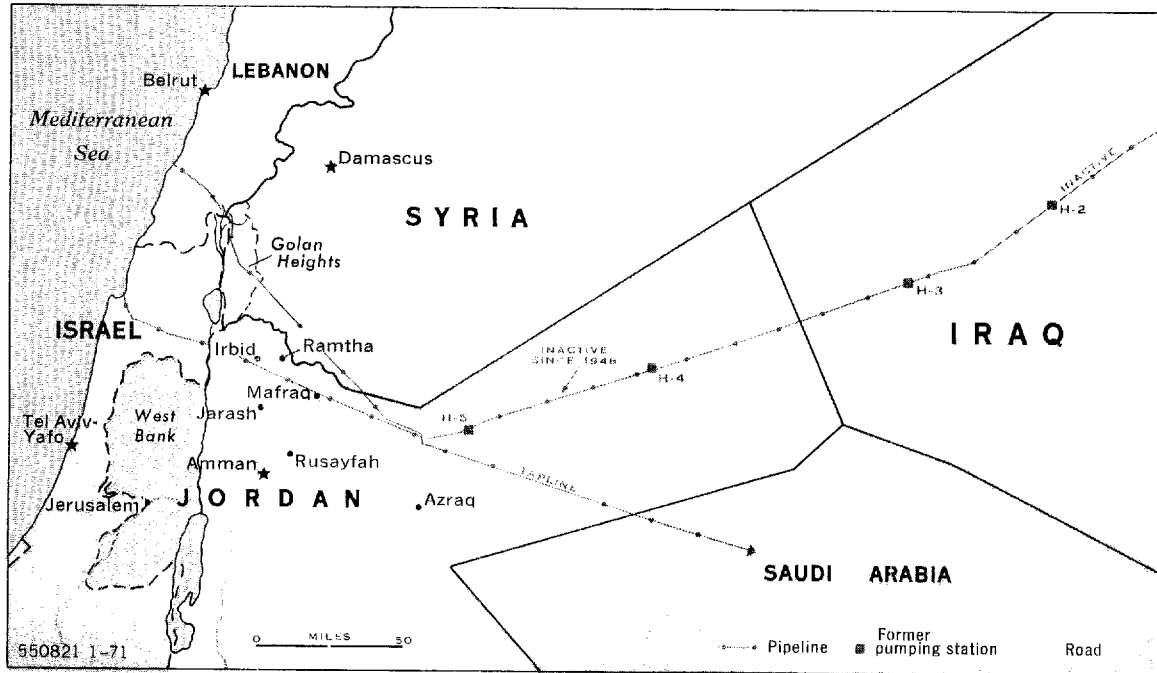 LEBANON
Beirut
Mediterranean
Sea
Damascus
SYRIA
INACTIVE
H-2
Golan
Heights
H-3
ISRAEL
IRAQ
Irbid
Ramtha
INACTIVE
SINCE 1948
H-4
Mafraq
Jarash
H-5
West
Bank
Tel Aviv-
Yafo
Amman
Rusayfah
TAPLINE
Jerusalem
JORDAN
Azraq
SAUDI ARABIA
0 MILES 50
550821 1-71
Pipeline
Former
pumping station
Road